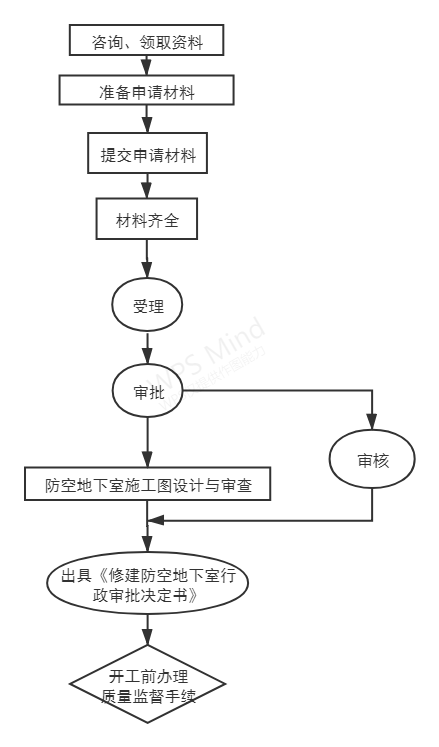 咨询、领取资料
准备申请材料
提交申请材料
材料齐全
受理
WPS Mind
审批
审核
防空地下室施工图设计与审查
出具《修建防空地下室行
政审批决定书》
开工前办理
质量监督手续